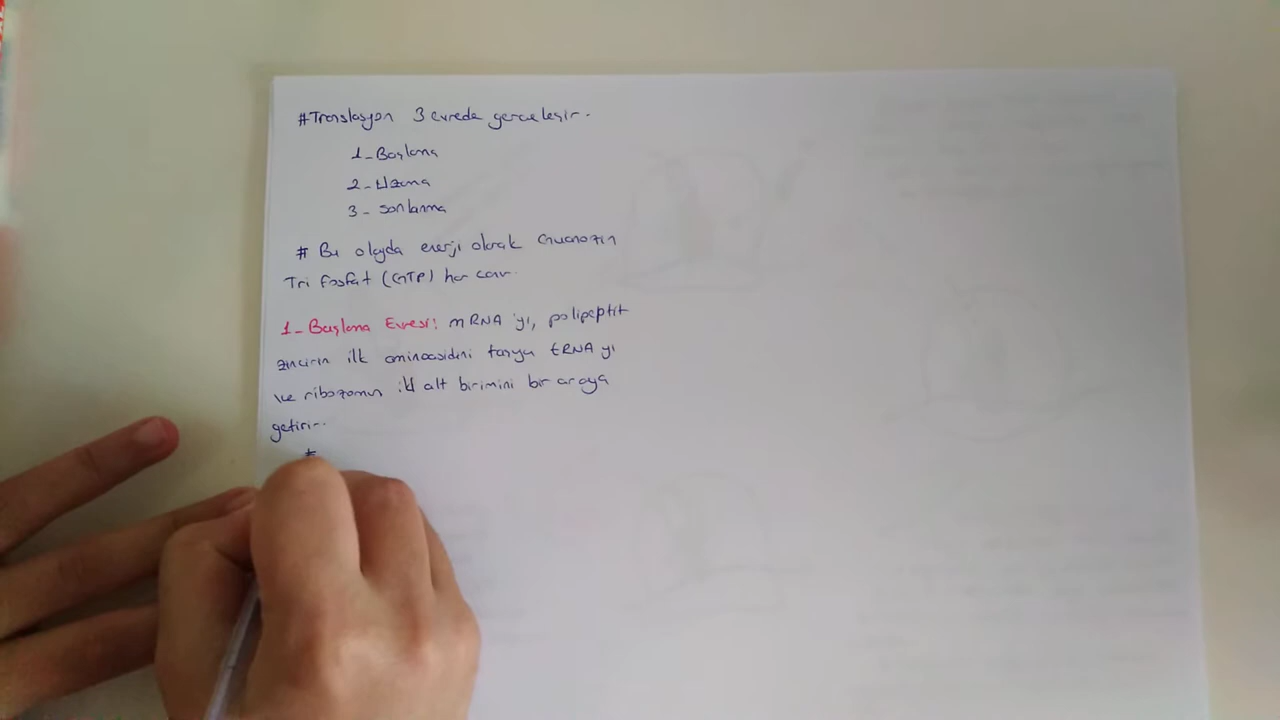 #Translasyon 3 evrede gerçeleşir.
1-Başlama
2-Uzama
3- Sonlanma
# Bu olayda enerji olarak Guanozin
Tri fosfat (GTP) harcanır.
1-Başlama Evresi: mRNA'yı, polipeptit
zincirin ilk aminoasidini taşıyan tRNA yı
ve ribozomun iki alt birimini bir araya
getirir.
#